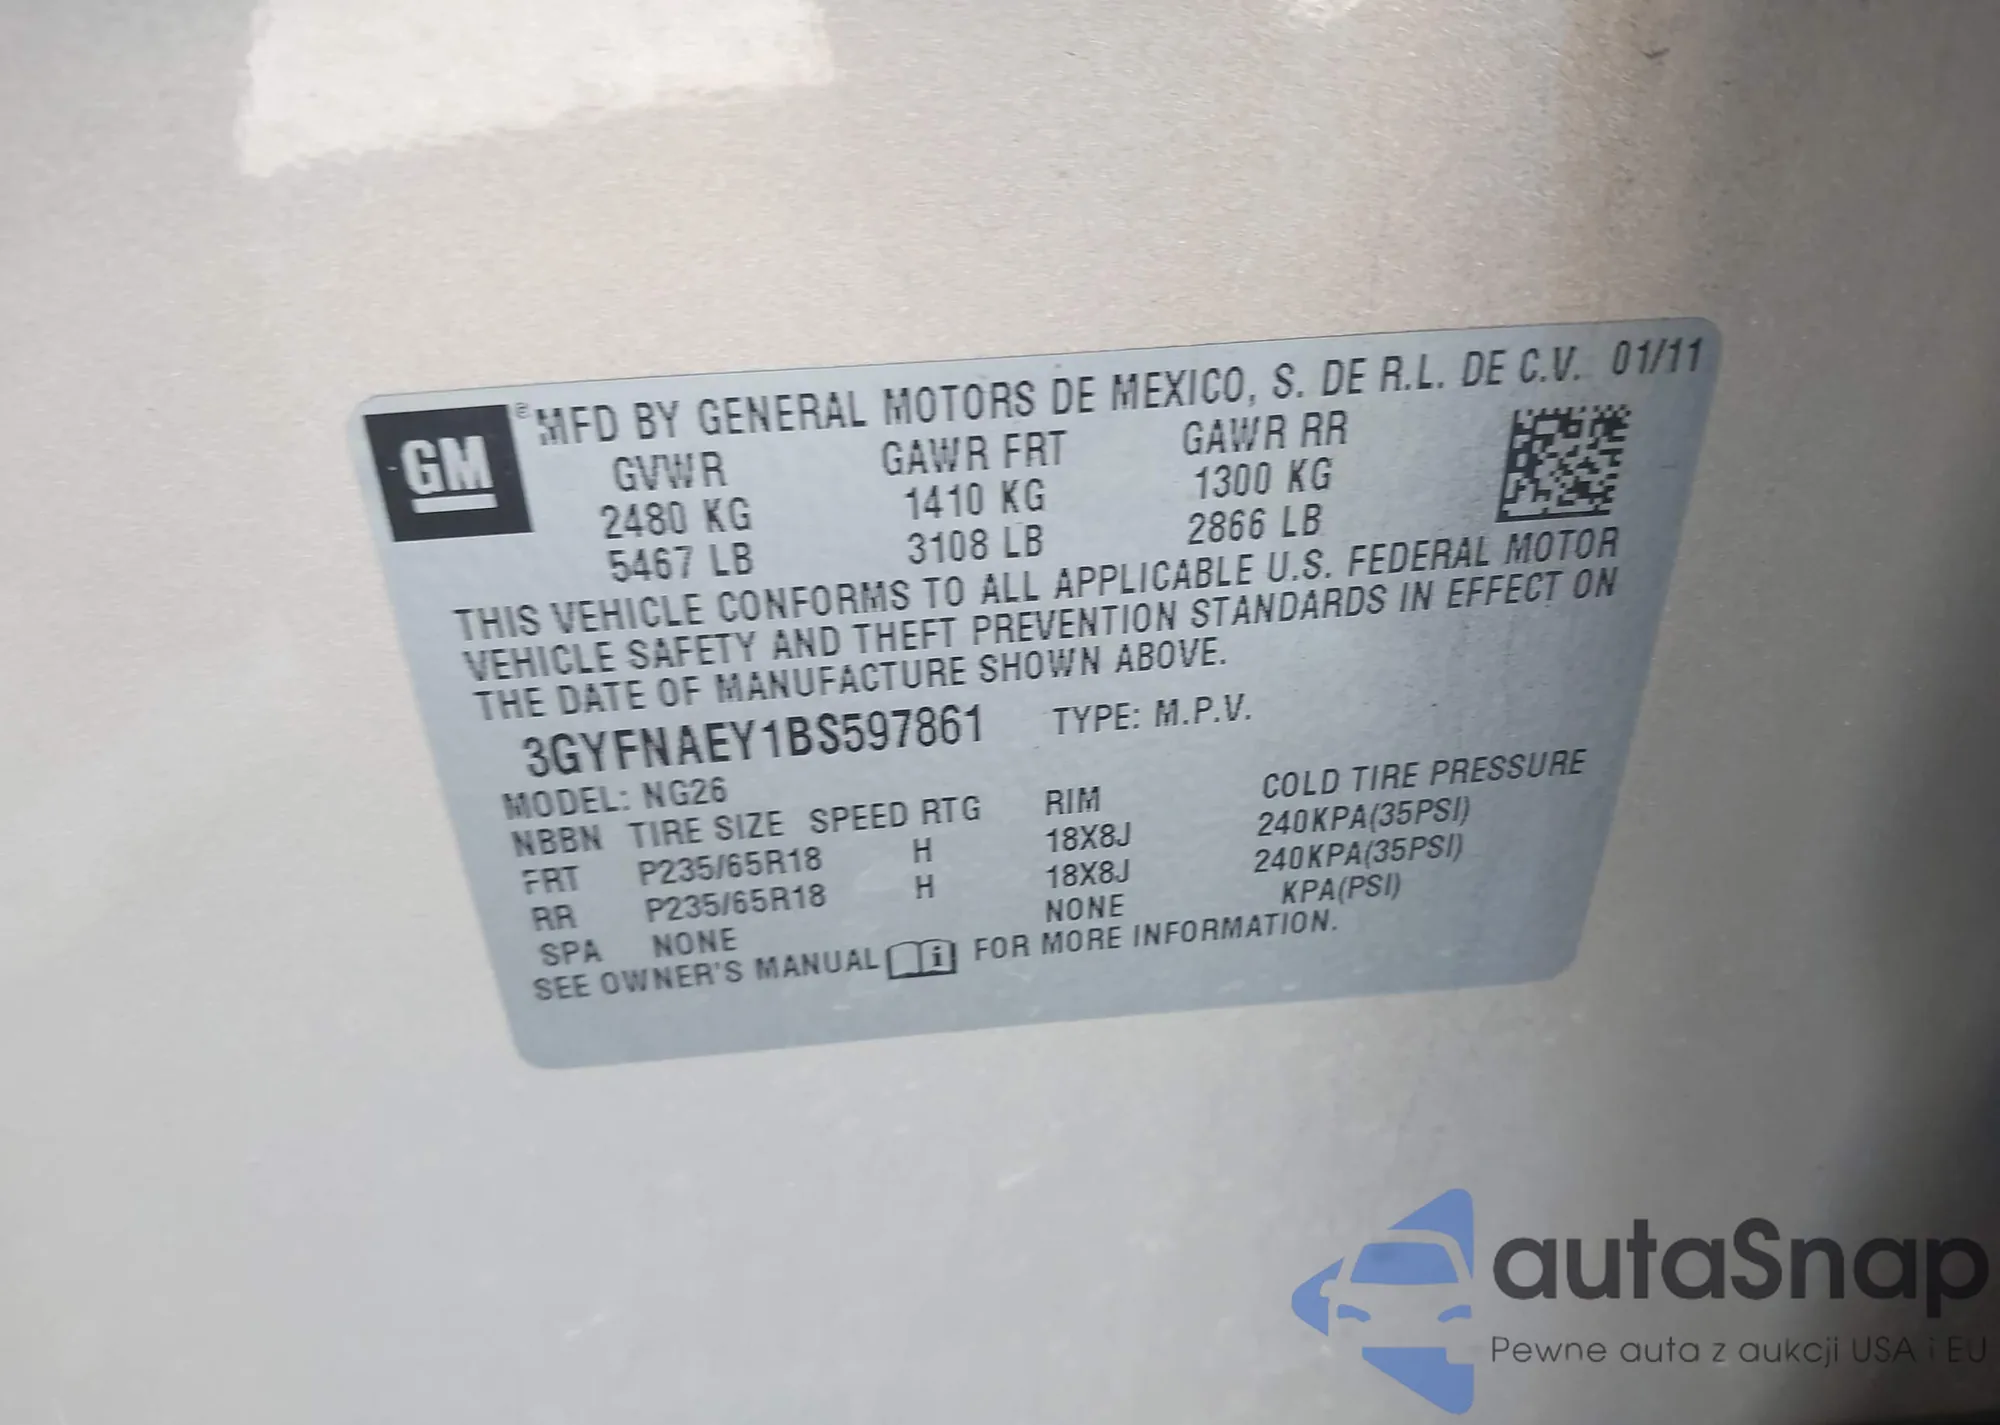 GM
® MFD BY GENERAL MOTORS DE MEXICO, S. DE R.L. DE C.V. 01/11
GVWR GAWR FRT GAWR RR
2480 KG 1410 KG 1300 KG
5467 LB 3108 LB 2866 LB
THIS VEHICLE CONFORMS TO ALL APPLICABLE U.S. FEDERAL MOTOR
VEHICLE SAFETY AND THEFT PREVENTION STANDARDS IN EFFECT ON
THE DATE OF MANUFACTURE SHOWN ABOVE.
3GYFNAEY1BS597861 TYPE: M.P.V.
MODEL: NG26
NBBN TIRE SIZE SPEED RTG RIM COLD TIRE PRESSURE
FRT P235/65R18 H 18X8J 240KPA(35PSI)
RR P235/65R18 H 18X8J 240KPA(35PSI)
SPA NONE NONE KPA(PSI)
SEE OWNER'S MANUAL i FOR MORE INFORMATION.
autaSnap
Pewne auta z aukcji USA i EU